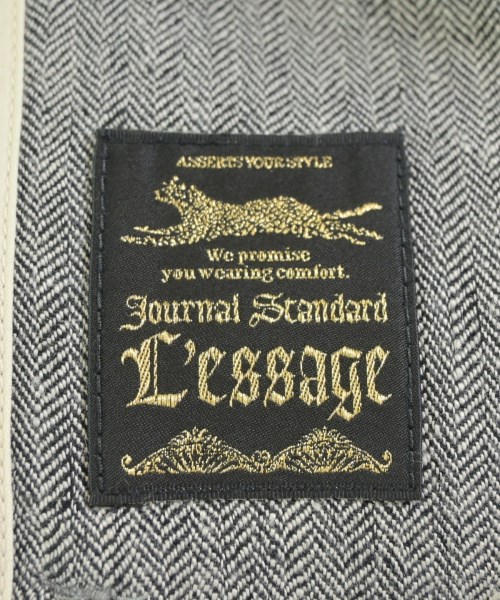 ASSERTS YOUR STYLE
We promise
you wearing comfort.
Journal Standard
L'essage